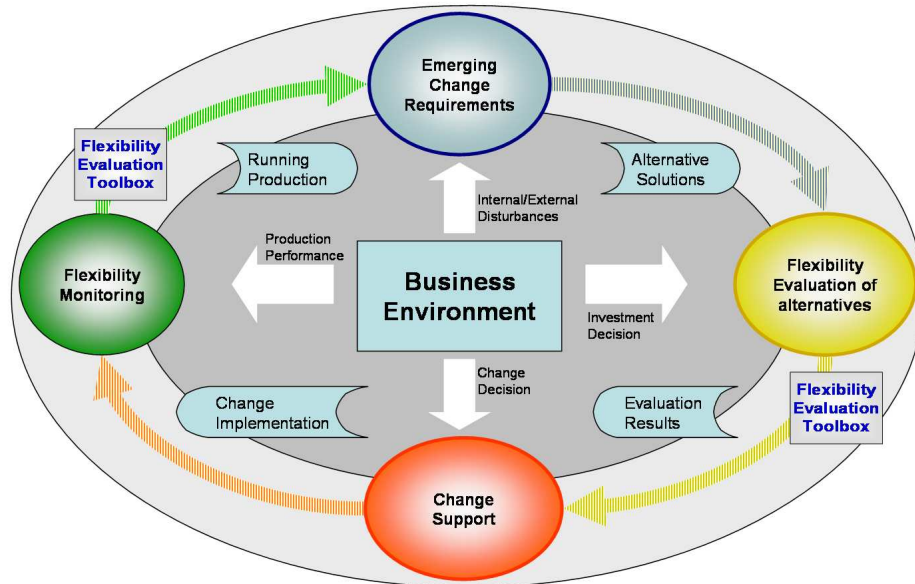 Emerging
Change
Requirements
Flexibility
Evaluation
Toolbox
Running
Production
Alternative
Solutions
Internal/External
Disturbances
Production
Performance
Flexibility
Monitoring
Business
Environment
Flexibility
Evaluation of
alternatives
Investment
Decision
Change
Decision
Change
Implementation
Evaluation
Results
Flexibility
Evaluation
Toolbox
Change
Support